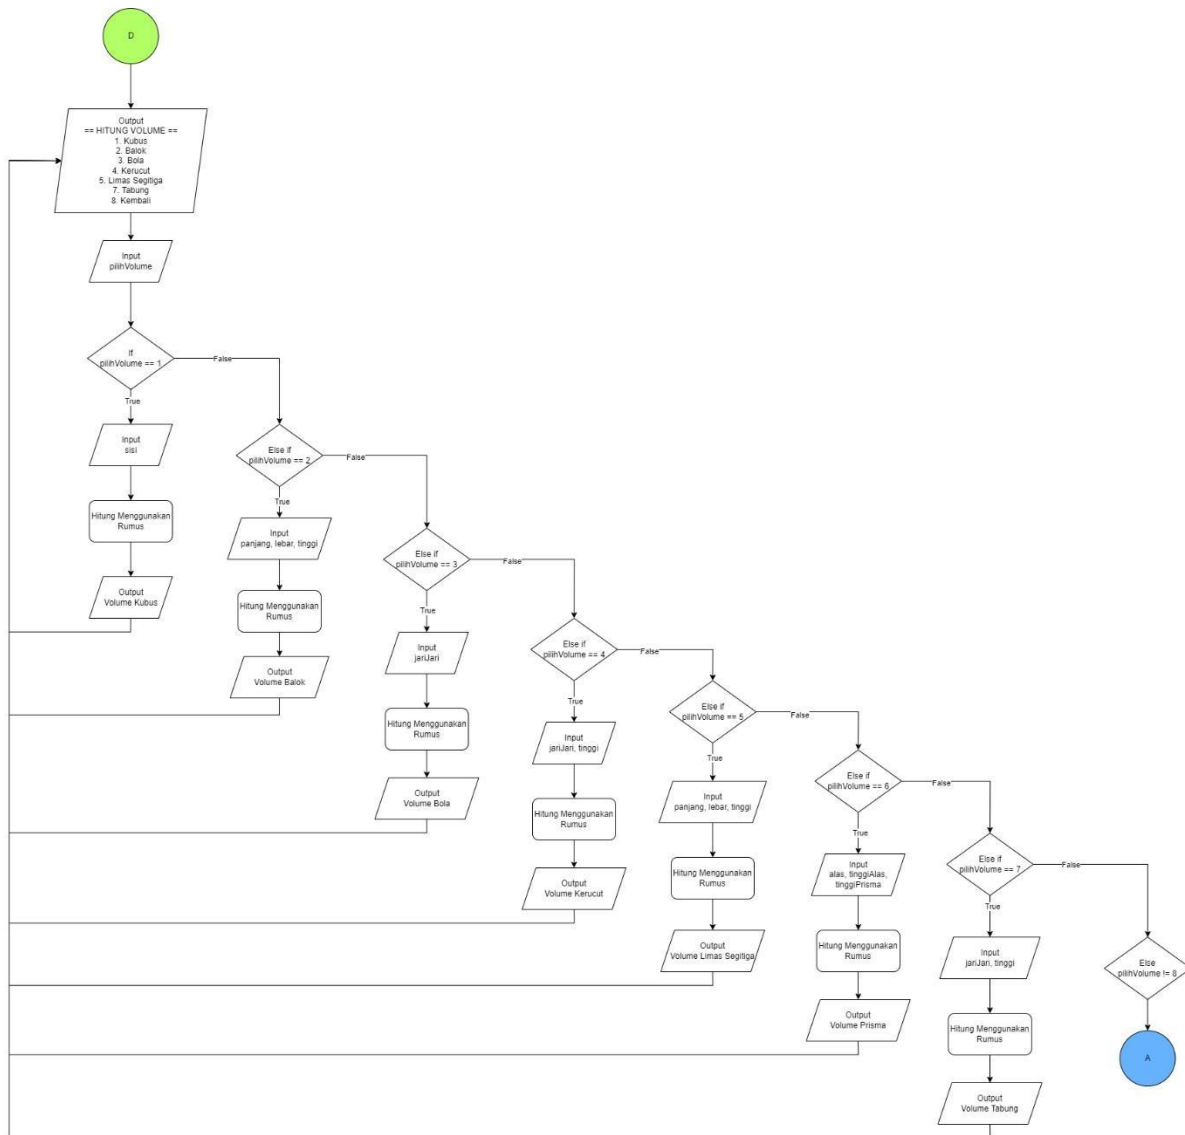 D
Output
== HITUNG VOLUME ==
1. Kubus
2. Balok
3. Bola
4. Kerucut
5. Limas Segitiga
7. Tabung
8. Kembali
Input
pilihVolume
If
pilihVolume == 1
False
True
Input
sisi
Hitung Menggunakan
Rumus
Output
Volume Kubus
Else if
pilihVolume == 2
False
True
Input
panjang, lebar, tinggi
Hitung Menggunakan
Rumus
Output
Volume Balok
Else if
pilihVolume == 3
False
True
Input
jariJari
Hitung Menggunakan
Rumus
Output
Volume Bola
Else if
pilihVolume == 4
False
True
Input
jariJari, tinggi
Hitung Menggunakan
Rumus
Output
Volume Kerucut
Else if
pilihVolume == 5
False
True
Input
panjang, lebar, tinggi
Hitung Menggunakan
Rumus
Output
Volume Limas Segitiga
Else if
pilihVolume == 6
False
True
Input
alas, tinggiAlas,
tinggiPrisma
Hitung Menggunakan
Rumus
Output
Volume Prisma
Else if
pilihVolume == 7
False
True
Input
jariJari, tinggi
Hitung Menggunakan
Rumus
Output
Volume Tabung
Else
pilihVolume != 8
A